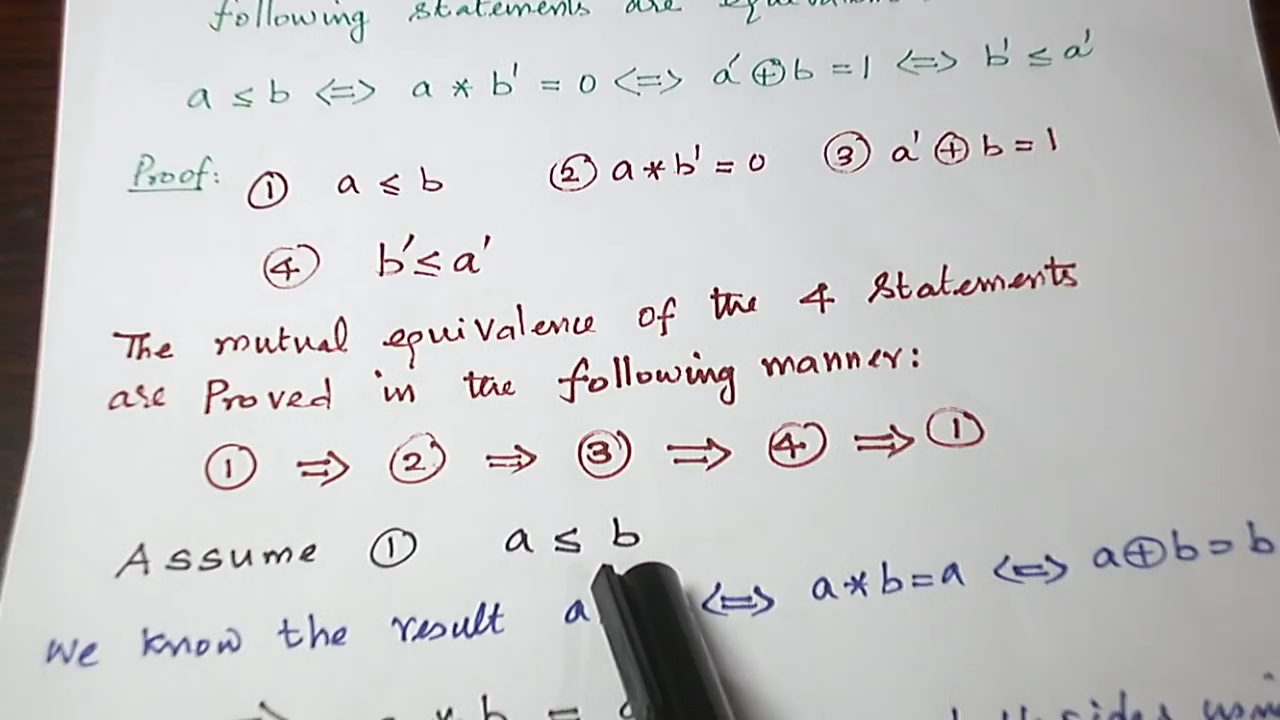 following statements are
a ≤ b <=> a * b' = 0 <=> a' ⊕ b = 1 <=> b' ≤ a'
Proof: ① a ≤ b ② a * b' = 0 ③ a' ⊕ b = 1
④ b' ≤ a'
The mutual equivalence of the 4 statements
are Proved in the following manner:
① => ② => ③ => ④ => ①
Assume ① a ≤ b
We know the result a <=> a * b = a <=> a ⊕ b = b
b =
sides